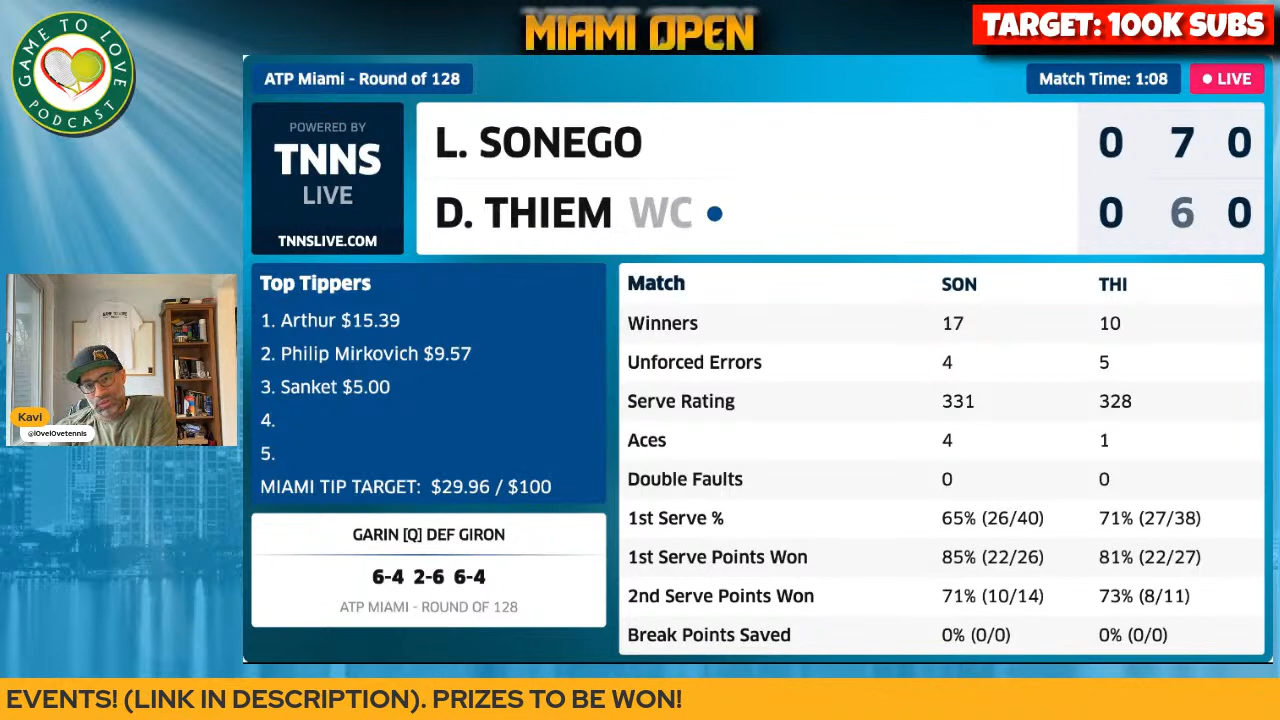 GAME TO LOVE
PODCAST
MIAMI OPEN
TARGET: 100K SUBS
ATP Miami - Round of 128
Match Time: 1:08
LIVE
POWERED BY
TNNS
LIVE
TNNSLIVE.COM
L. SONEGO 0 7 0
D. THIEM WC 0 6 0
Top Tippers
1. Arthur $15.39
2. Philip Mirkovich $9.57
3. Sanket $5.00
4.
5.
MIAMI TIP TARGET: $29.96 / $100
GARIN [Q] DEF GIRON
6-4 2-6 6-4
ATP MIAMI - ROUND OF 128
Match SON THI
Winners 17 10
Unforced Errors 4 5
Serve Rating 331 328
Aces 4 1
Double Faults 0 0
1st Serve % 65% (26/40) 71% (27/38)
1st Serve Points Won 85% (22/26) 81% (22/27)
2nd Serve Points Won 71% (10/14) 73% (8/11)
Break Points Saved 0% (0/0) 0% (0/0)
Kavi
@l0vel0vetennis
EVENTS! (LINK IN DESCRIPTION). PRIZES TO BE WON!